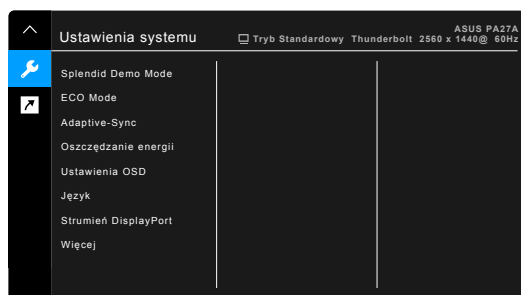 ASUS PA27A
Ustawienia systemu
Tryb Standardowy Thunderbolt 2560 x 1440@ 60Hz
Splendid Demo Mode
ECO Mode
Adaptive-Sync
Oszczędzanie energii
Ustawienia OSD
Język
Strumień DisplayPort
Więcej